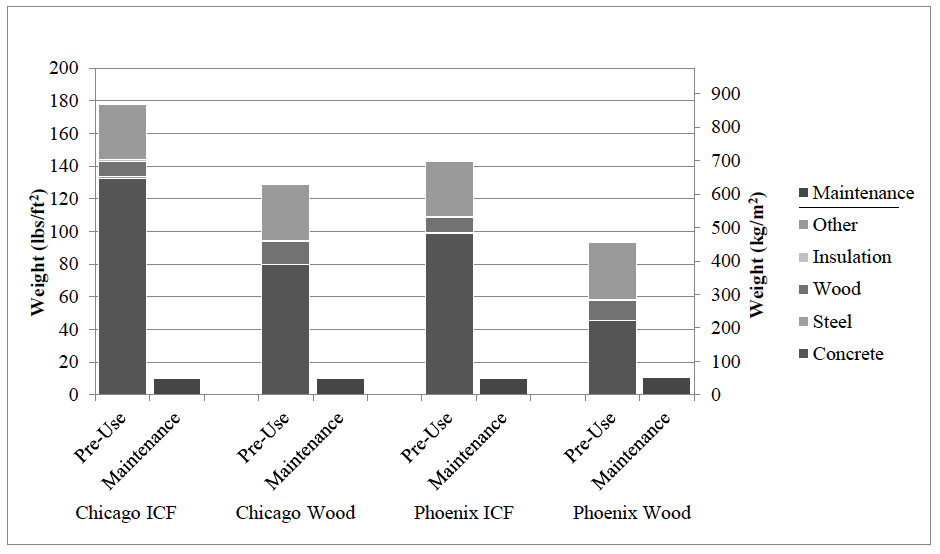 200
180
160
140
120
100
80
60
40
20
0
Weight (lbs/ft²)
900
800
700
600
500
400
300
200
100
0
Weight (kg/m²)
Maintenance
Other
Insulation
Wood
Steel
Concrete
Pre-Use
Maintenance
Pre-Use
Maintenance
Pre-Use
Maintenance
Pre-Use
Maintenance
Chicago ICF
Chicago Wood
Phoenix ICF
Phoenix Wood